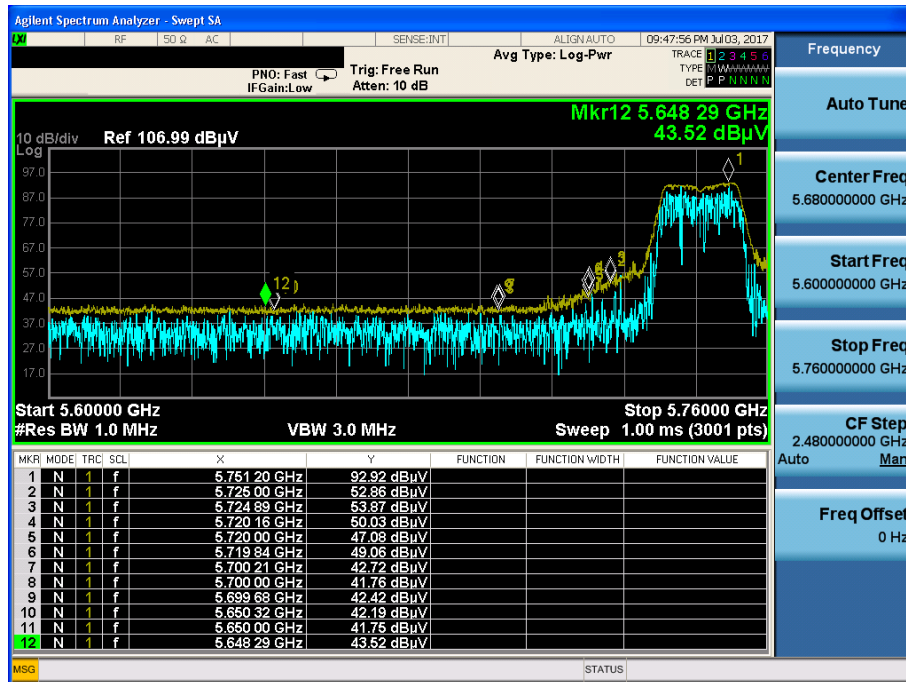 Agilent Spectrum Analyzer - Swept SA
LXI RF 50 Ω AC SENSE:INT ALIGN AUTO 09:47:56 PM Jul 03, 2017
PNO: Fast IFGain:Low Trig: Free Run Atten: 10 dB Avg Type: Log-Pwr
TRACE 1 2 3 4 5 6
TYPE M W W W W W
DET P P N N N N
Mkr12 5.648 29 GHz
43.52 dBµV
10 dB/div Ref 106.99 dBµV
Log
97.0
87.0
77.0
67.0
57.0
47.0
37.0
27.0
17.0
1
12
Start 5.60000 GHz Stop 5.76000 GHz
#Res BW 1.0 MHz VBW 3.0 MHz Sweep 1.00 ms (3001 pts)
MKR MODE TRC SCL X Y FUNCTION FUNCTION WIDTH FUNCTION VALUE
1 N 1 f 5.751 20 GHz 92.92 dBµV
2 N 1 f 5.725 00 GHz 52.86 dBµV
3 N 1 f 5.724 89 GHz 53.87 dBµV
4 N 1 f 5.720 16 GHz 50.03 dBµV
5 N 1 f 5.720 00 GHz 47.08 dBµV
6 N 1 f 5.719 84 GHz 49.06 dBµV
7 N 1 f 5.700 21 GHz 42.72 dBµV
8 N 1 f 5.700 00 GHz 41.76 dBµV
9 N 1 f 5.699 68 GHz 42.42 dBµV
10 N 1 f 5.650 32 GHz 42.19 dBµV
11 N 1 f 5.650 00 GHz 41.75 dBµV
12 N 1 f 5.648 29 GHz 43.52 dBµV
MSG STATUS
Frequency
Auto Tune
Center Freq
5.680000000 GHz
Start Freq
5.600000000 GHz
Stop Freq
5.760000000 GHz
CF Step
2.480000000 GHz
Auto Man
Freq Offset
0 Hz